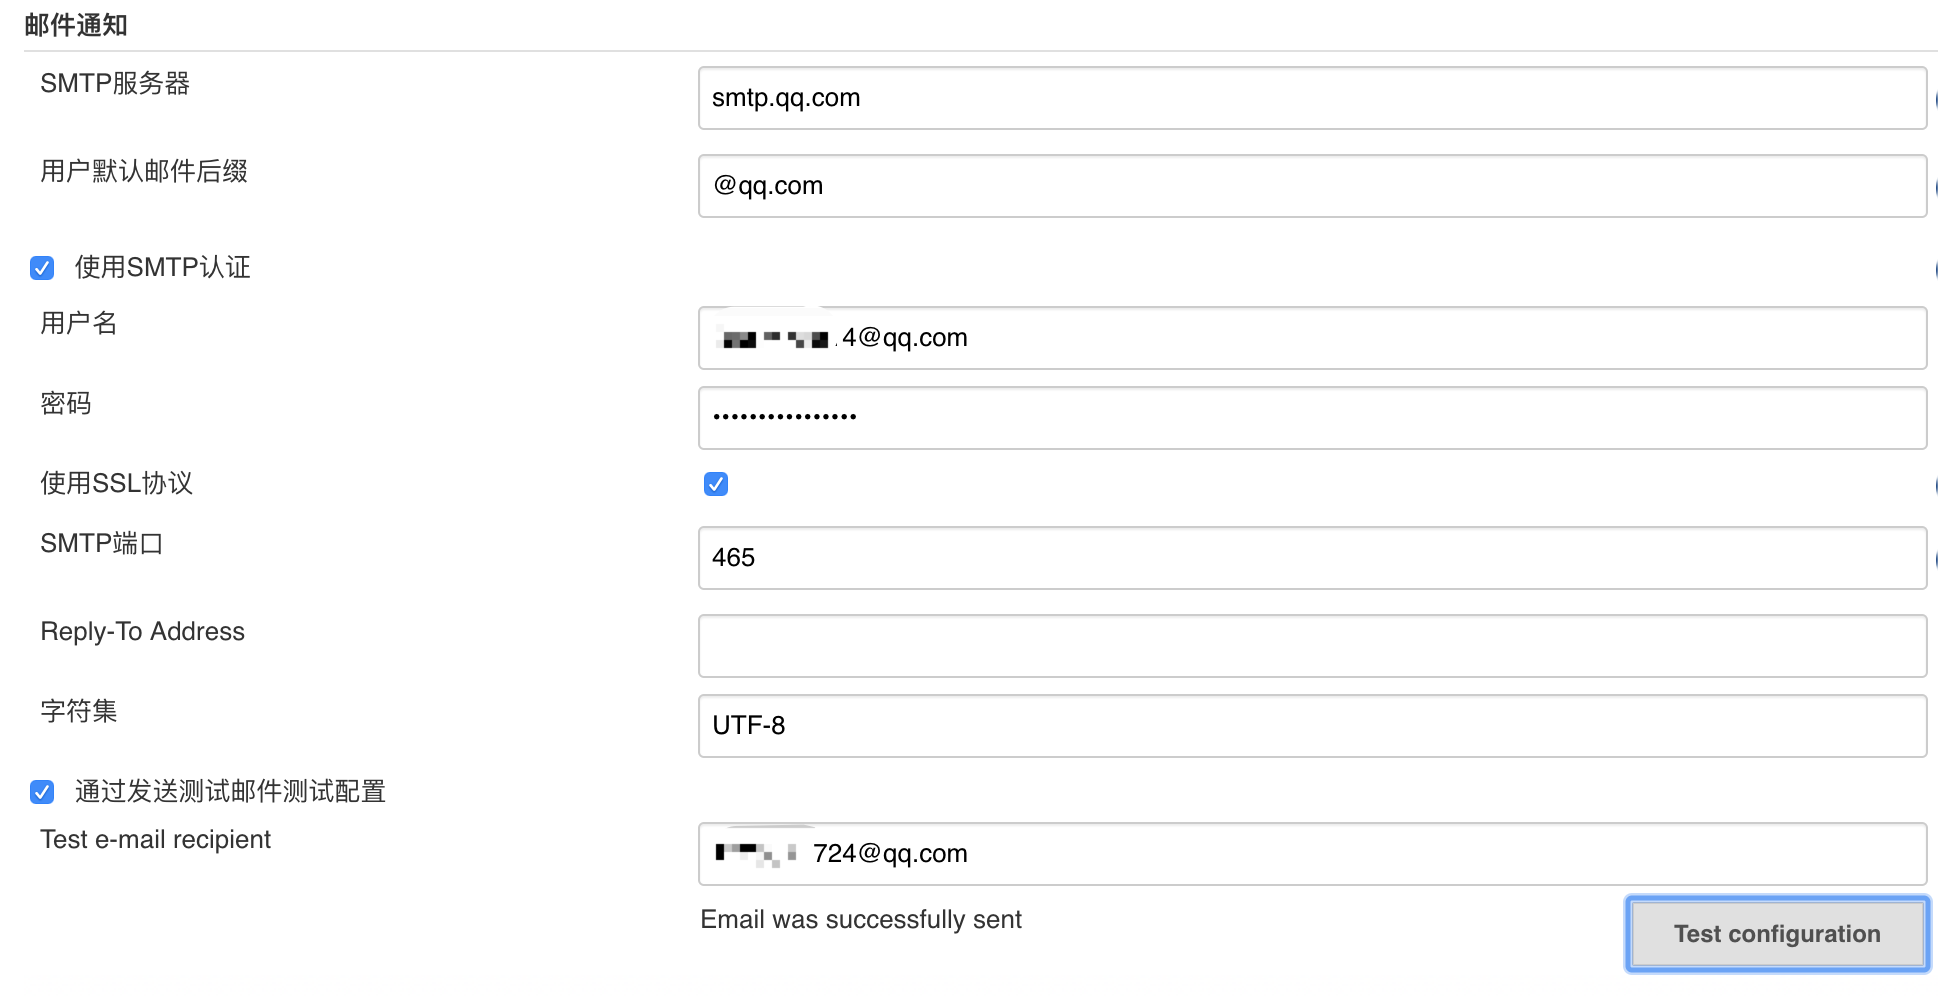 邮件通知
SMTP服务器
smtp.qq.com
用户默认邮件后缀
@qq.com
使用SMTP认证
用户名
4@qq.com
密码
••••••••••••••••
使用SSL协议
SMTP端口
465
Reply-To Address
字符集
UTF-8
通过发送测试邮件测试配置
Test e-mail recipient
724@qq.com
Email was successfully sent
Test configuration